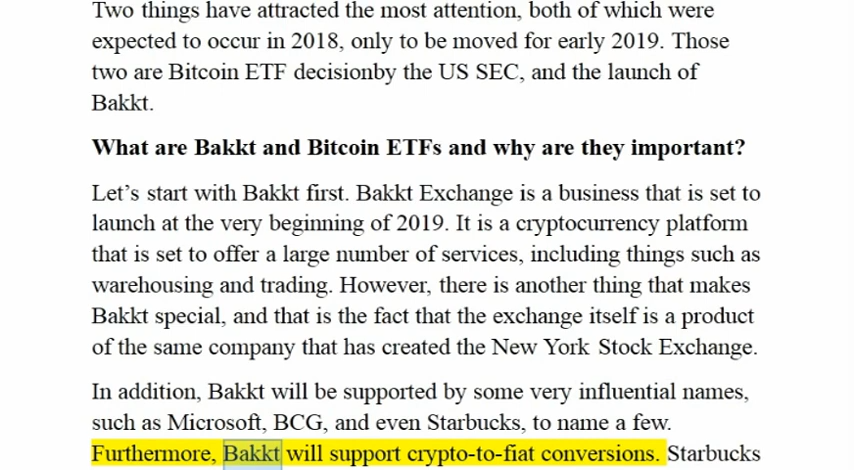 Two things have attracted the most attention, both of which were
expected to occur in 2018, only to be moved for early 2019. Those
two are Bitcoin ETF decisionby the US SEC, and the launch of
Bakkt.
What are Bakkt and Bitcoin ETFs and why are they important?
Let’s start with Bakkt first. Bakkt Exchange is a business that is set to
launch at the very beginning of 2019. It is a cryptocurrency platform
that is set to offer a large number of services, including things such as
warehousing and trading. However, there is another thing that makes
Bakkt special, and that is the fact that the exchange itself is a product
of the same company that has created the New York Stock Exchange.
In addition, Bakkt will be supported by some very influential names,
such as Microsoft, BCG, and even Starbucks, to name a few.
Furthermore, Bakkt will support crypto-to-fiat conversions. Starbucks